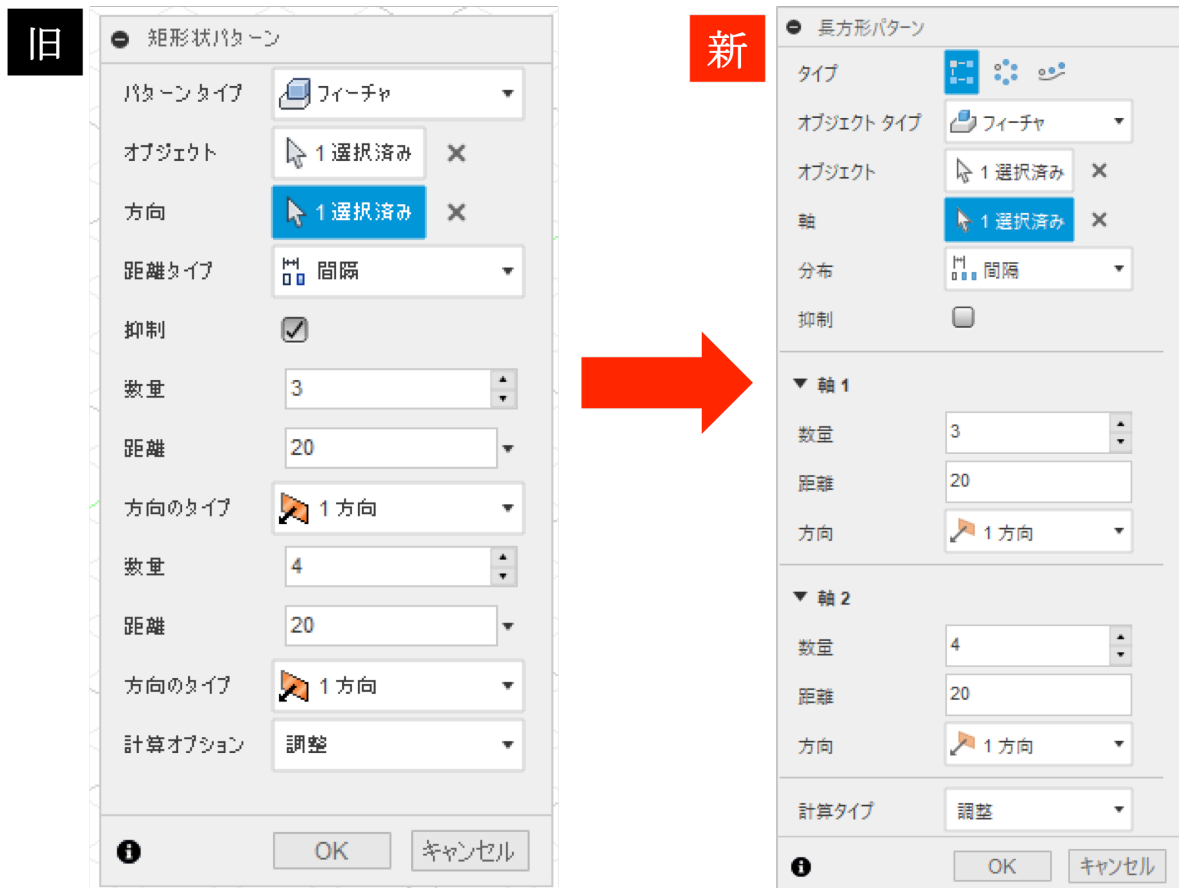 旧
矩形状パターン
パターン タイプ フィーチャ
オブジェクト 1 選択済み
方向 1 選択済み
距離タイプ 間隔
抑制
数量 3
距離 20
方向のタイプ 1 方向
数量 4
距離 20
方向のタイプ 1 方向
計算オプション 調整
OK キャンセル
新
長方形パターン
タイプ
オブジェクト タイプ フィーチャ
オブジェクト 1 選択済み
軸 1 選択済み
分布 間隔
抑制
軸 1
数量 3
距離 20
方向 1 方向
軸 2
数量 4
距離 20
方向 1 方向
計算タイプ 調整
OK キャンセル